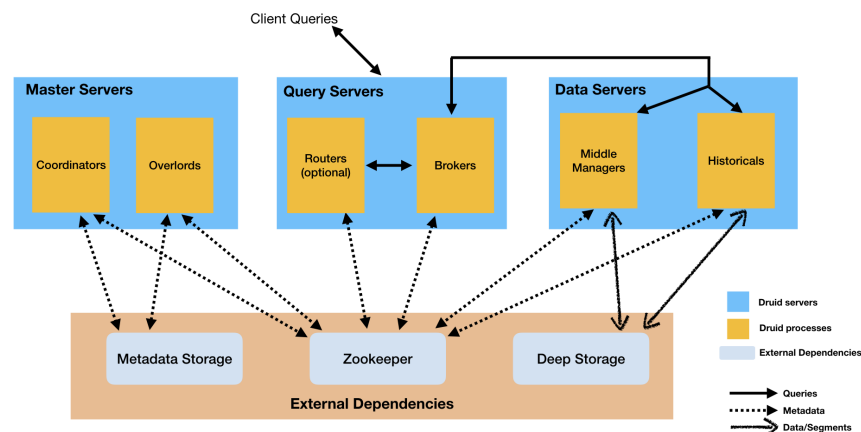 Client Queries
Master Servers
Query Servers
Data Servers
Coordinators
Overlords
Routers
(optional)
Brokers
Middle
Managers
Historicals
Metadata Storage
Zookeeper
Deep Storage
External Dependencies
Druid servers
Druid processes
External Dependencies
Queries
Metadata
Data/Segments